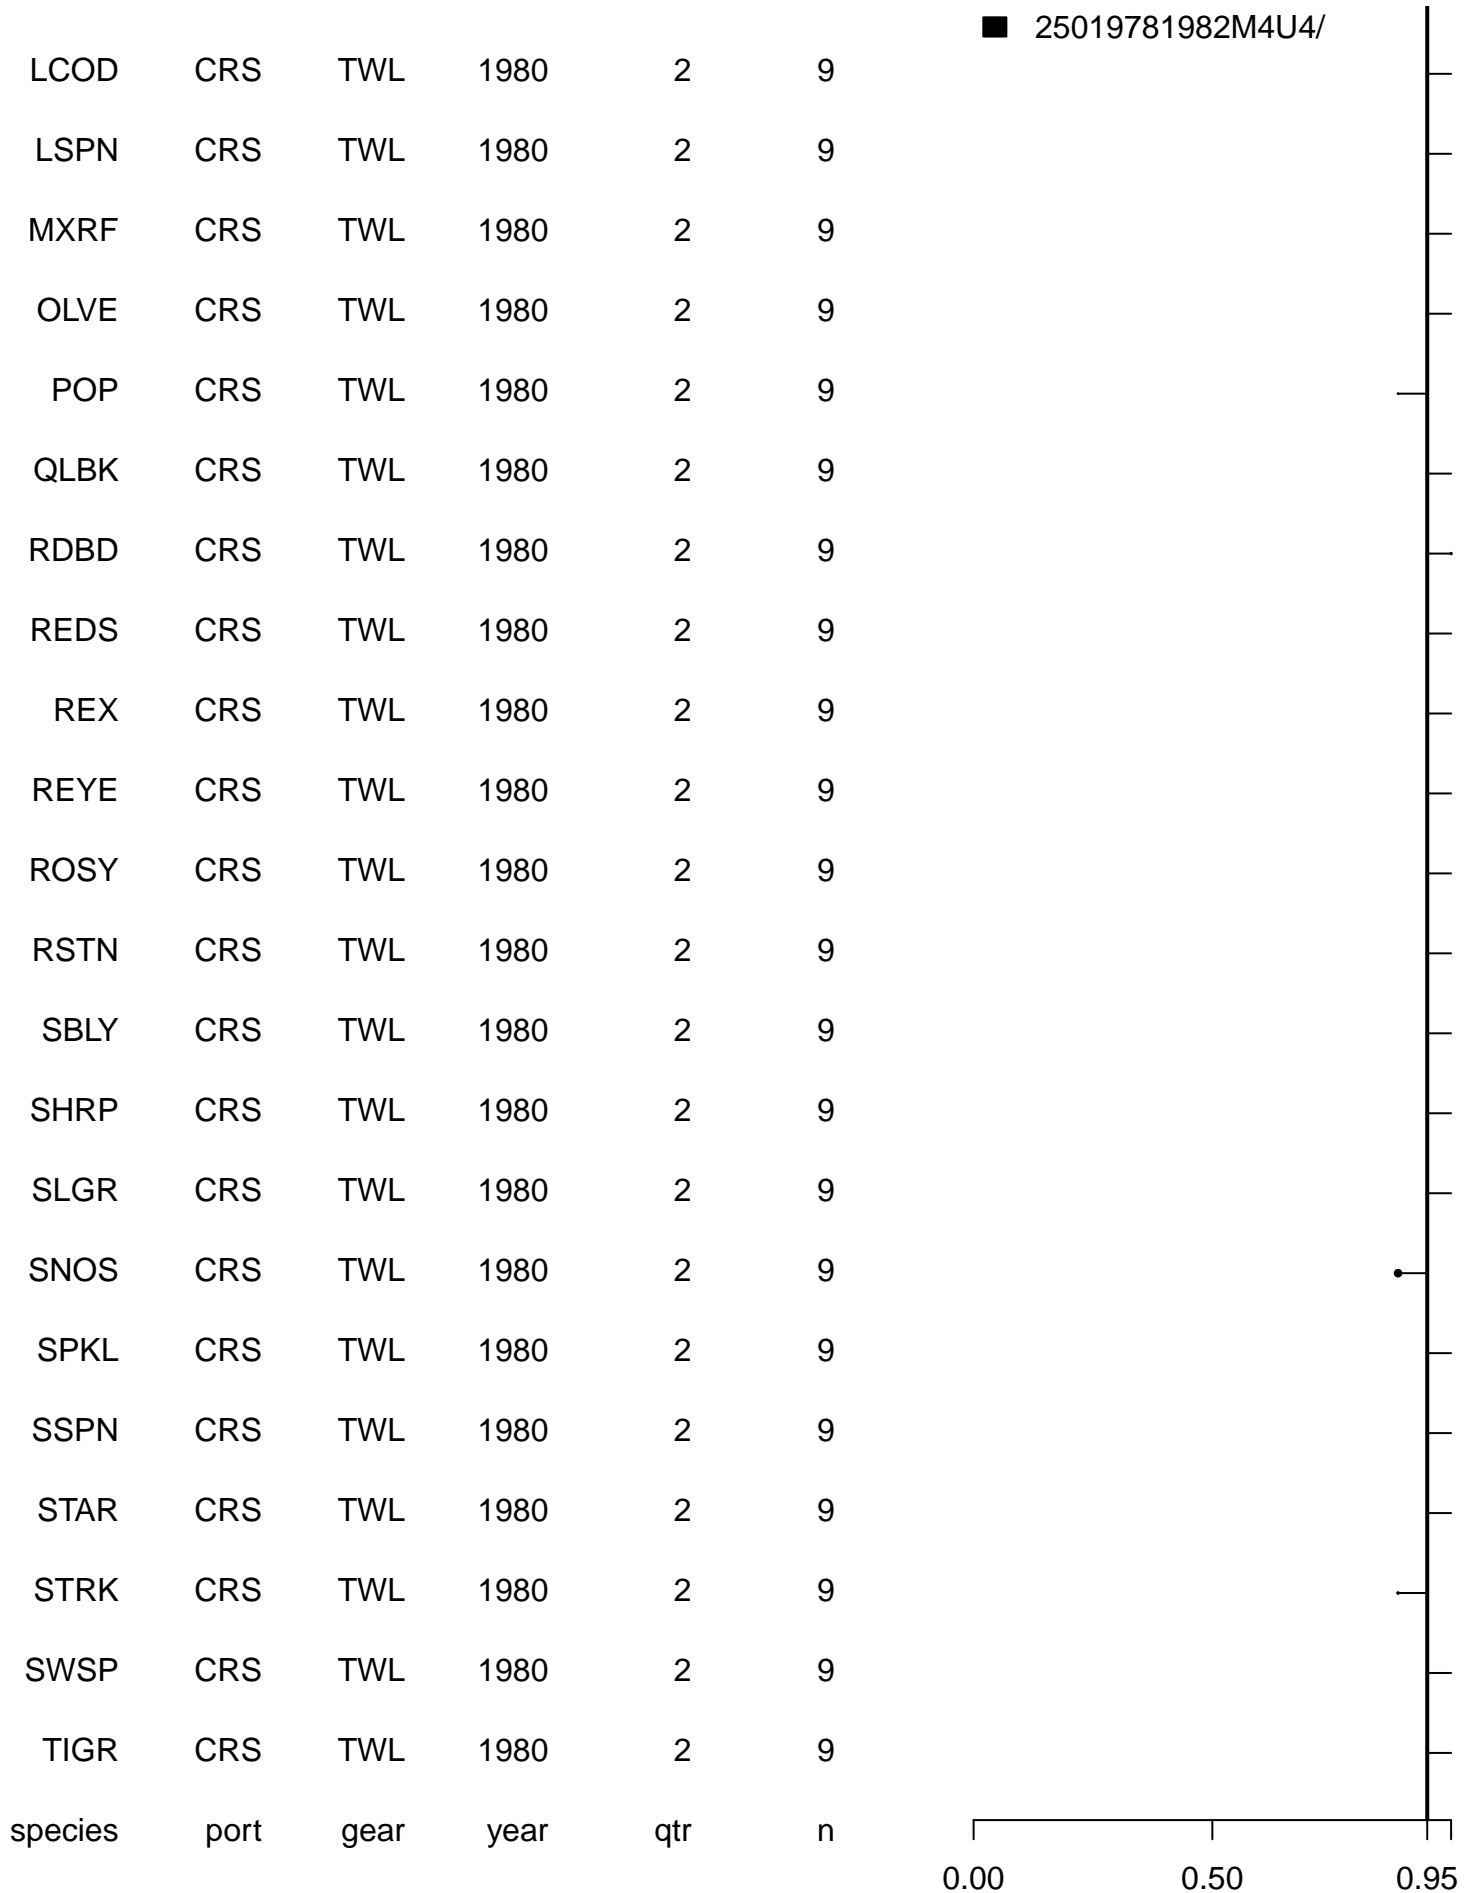 25019781982M4U4/
LCOD CRS TWL 1980 2 9
LSPN CRS TWL 1980 2 9
MXRF CRS TWL 1980 2 9
OLVE CRS TWL 1980 2 9
POP CRS TWL 1980 2 9
QLBK CRS TWL 1980 2 9
RDBD CRS TWL 1980 2 9
REDS CRS TWL 1980 2 9
REX CRS TWL 1980 2 9
REYE CRS TWL 1980 2 9
ROSY CRS TWL 1980 2 9
RSTN CRS TWL 1980 2 9
SBLY CRS TWL 1980 2 9
SHRP CRS TWL 1980 2 9
SLGR CRS TWL 1980 2 9
SNOS CRS TWL 1980 2 9
SPKL CRS TWL 1980 2 9
SSPN CRS TWL 1980 2 9
STAR CRS TWL 1980 2 9
STRK CRS TWL 1980 2 9
SWSP CRS TWL 1980 2 9
TIGR CRS TWL 1980 2 9
species port gear year qtr n
0.00 0.50 0.95